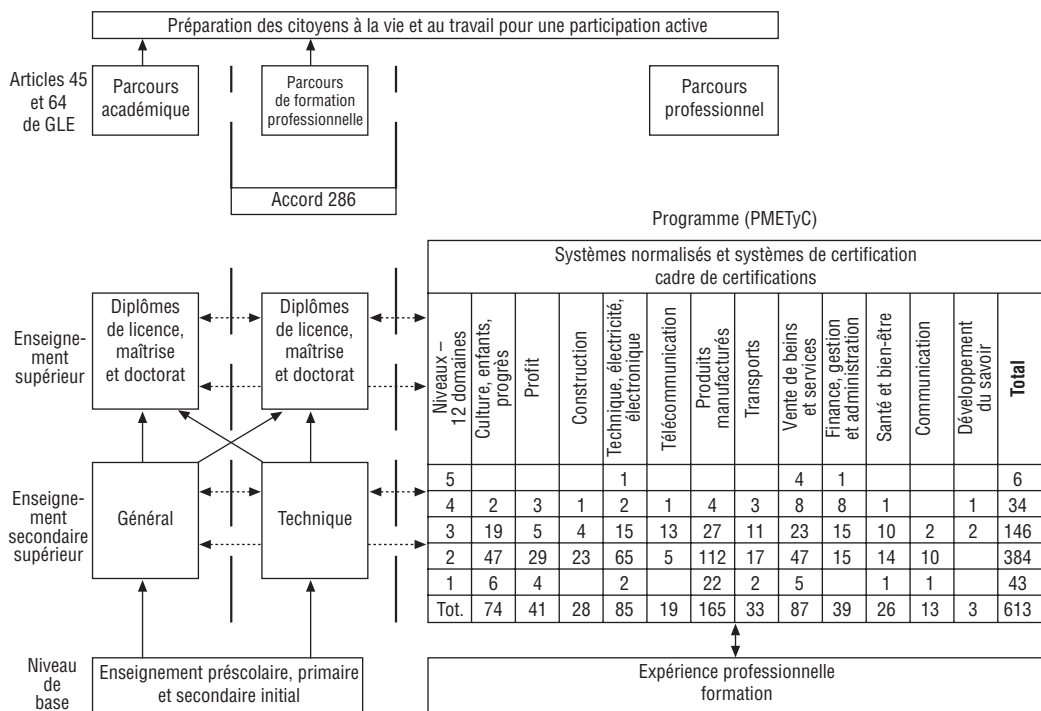 Préparation des citoyens à la vie et au travail pour une participation active
Articles 45
et 64
de GLE
Parcours
académique
Parcours
de formation
professionnelle
Parcours
professionnel
Accord 286
Programme (PMETyC)
Systèmes normalisés et systèmes de certification
cadre de certifications
Enseigne-
ment
supérieur
Diplômes
de licence,
maîtrise
et doctorat
Diplômes
de licence,
maîtrise
et doctorat
Niveaux –
12 domaines
Culture, enfants,
progrès
Profit
Construction
Technique, électricité,
électronique
Télécommunication
Produits
manufacturés
Transports
Vente de beins
et services
Finance, gestion
et administration
Santé et bien-être
Communication
Développement
du savoir
Total
5 1 4 1 6
4 2 3 1 2 1 4 3 8 8 1 1 34
3 19 5 4 15 13 27 11 23 15 10 2 2 146
2 47 29 23 65 5 112 17 47 15 14 10 384
1 6 4 2 22 2 5 1 1 43
Tot. 74 41 28 85 19 165 33 87 39 26 13 3 613
Enseigne-
ment
secondaire
supérieur
Général
Technique
Niveau
de
base
Enseignement préscolaire, primaire
et secondaire initial
Expérience professionnelle
formation